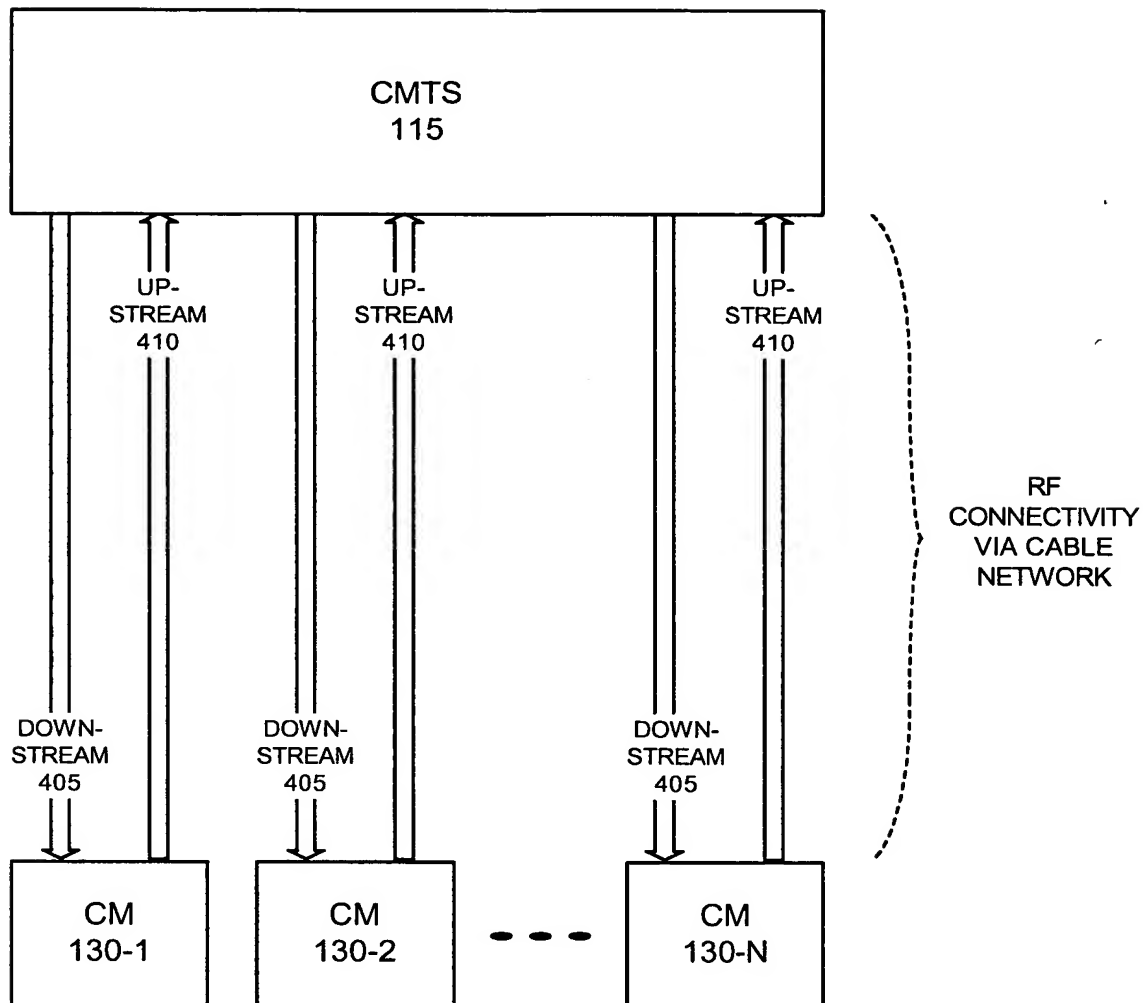 CMTS
115
UP-
STREAM
410
UP-
STREAM
410
UP-
STREAM
410
RF
CONNECTIVITY
VIA CABLE
NETWORK
DOWN-
STREAM
405
DOWN-
STREAM
405
DOWN-
STREAM
405
CM
130-1
CM
130-2
CM
130-N